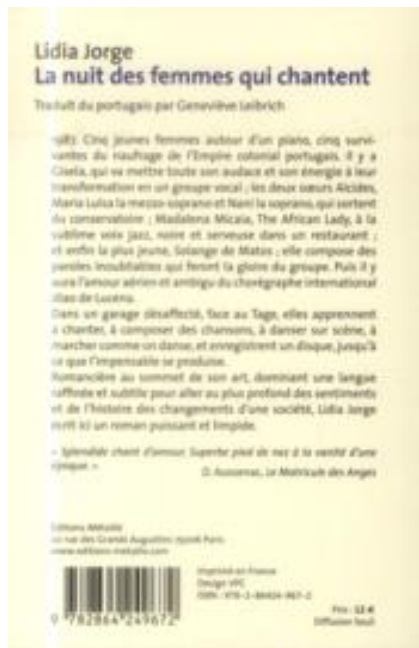 Lidia Jorge
La nuit des femmes qui chantent
Traduit du portugais par Geneviève Leibrich
1987. Cinq jeunes femmes autour d'un piano, cinq survi-
vantes du naufrage de l'Empire colonial portugais. Il y a
Gisela, qui va mettre toute son audace et son énergie à leur
transformation en un groupe vocal ; les deux sœurs Alcides,
Maria Luisa la mezzo-soprano et Nani la soprano, qui sortent
du conservatoire ; Madalena Micaia, The African Lady, à la
sublime voix jazz, noire et serveuse dans un restaurant ;
et enfin la plus jeune, Solange de Matos ; elle compose des
paroles inoubliables qui feront la gloire du groupe. Puis il y
aura l'amour aérien et ambigu du chorégraphe international
João de Lucena.
Dans un garage désaffecté, face au Tage, elles apprennent
à chanter, à composer des chansons, à danser sur scène, à
marcher comme on danse, et enregistrent un disque, jusqu'à
ce que l'impensable se produise.
Romancière au sommet de son art, dominant une langue
raffinée et subtile pour aller au plus profond des sentiments
et de l'histoire des changements d'une société, Lidia Jorge
écrit ici un roman puissant et limpide.
« Splendide chant d'amour. Superbe pied de nez à la vanité d'une
époque. »
Le Matricule des Anges
Éditions Métailié
rue des Grands Augustins 75006 Paris
www.editions-metailie.com
Imprimé en France
Design VPC
ISBN : 978-2-86424-967-2
9 782864 249672
Prix : 12 €
Diffusion Seuil